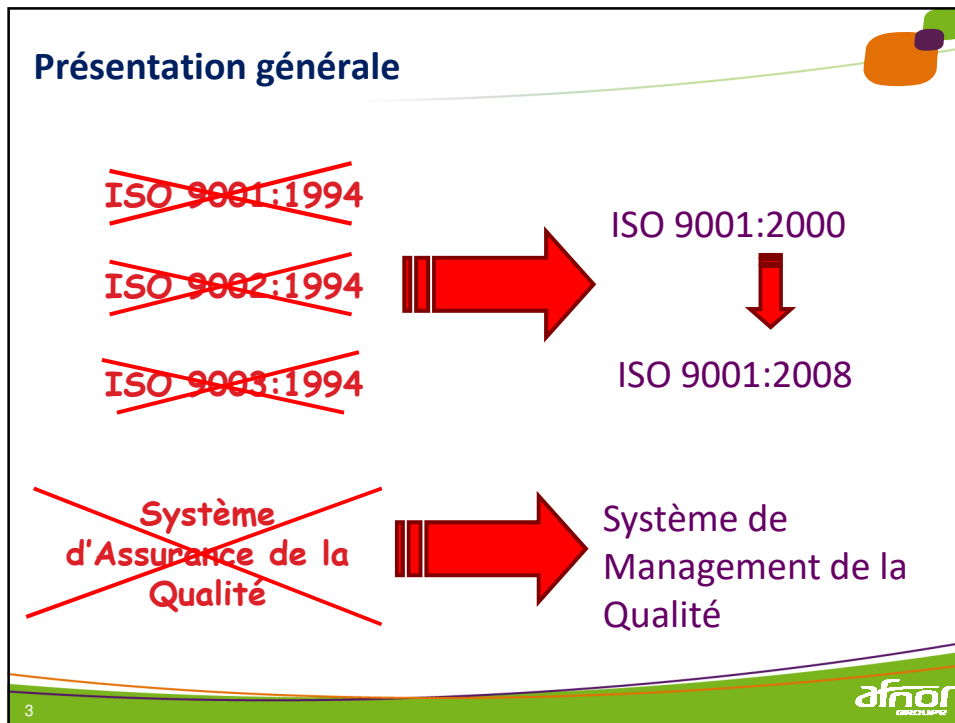 Présentation générale
ISO 9001:1994
ISO 9002:1994
ISO 9003:1994
ISO 9001:2000
ISO 9001:2008
Système
d'Assurance de la
Qualité
Système de
Management de la
Qualité
3
afnor
GROUPE